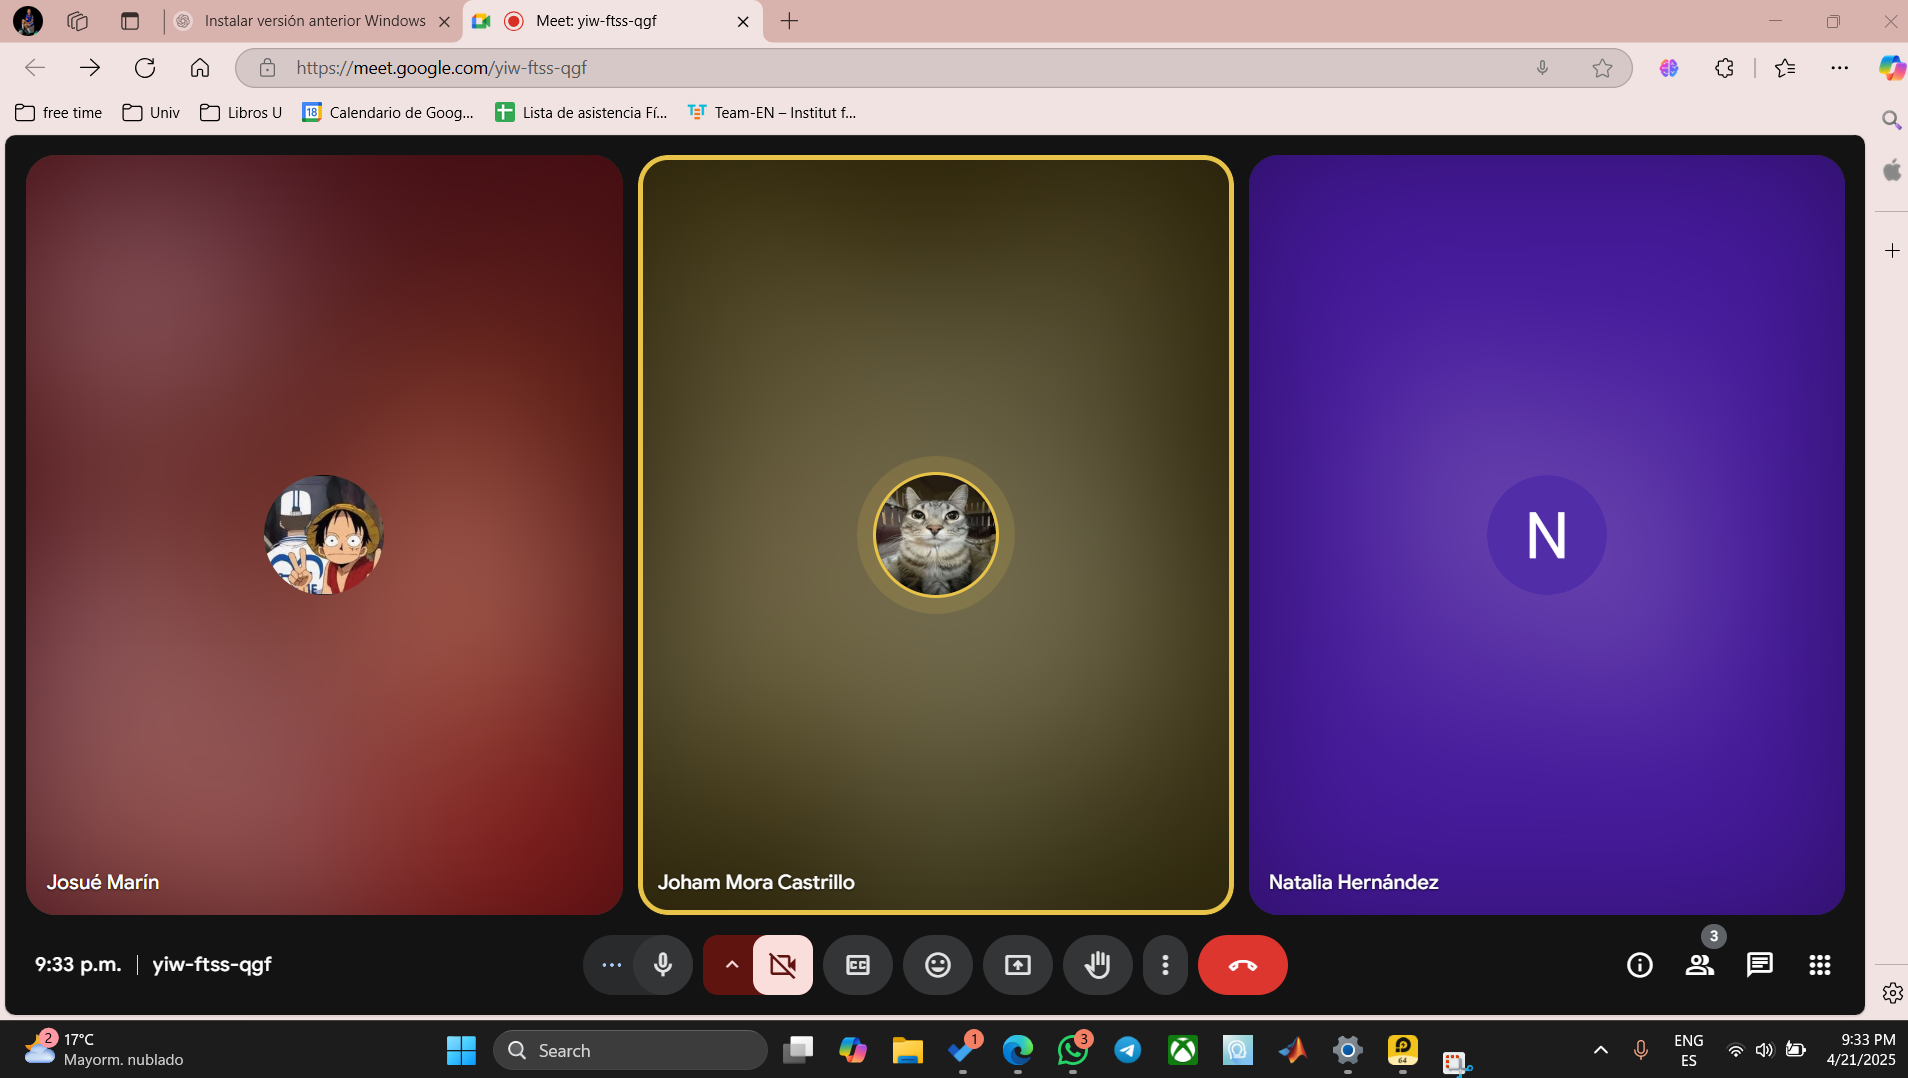 Instalar versión anterior Windows
Meet: yiw-ftss-qgf
https://meet.google.com/yiw-ftss-qgf
free time
Univ
Libros U
18
Calendario de Goog...
Lista de asistencia Fí...
Team-EN – Institut f...
N
Josué Marín
Joham Mora Castrillo
Natalia Hernández
9:33 p.m.
yiw-ftss-qgf
CC
3
2
17°C
Mayorm. nublado
Search
1
3
64
ENG
ES
9:33 PM
4/21/2025